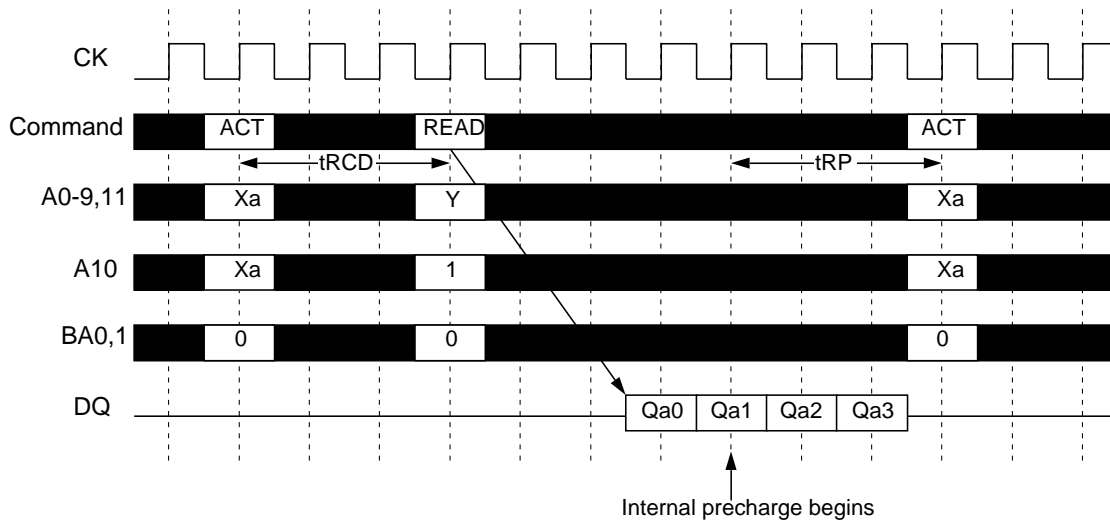 CK
Command ACT READ ACT
tRCD tRP
A0-9,11 Xa Y Xa
A10 Xa 1 Xa
BA0,1 0 0 0
DQ Qa0 Qa1 Qa2 Qa3
Internal precharge begins